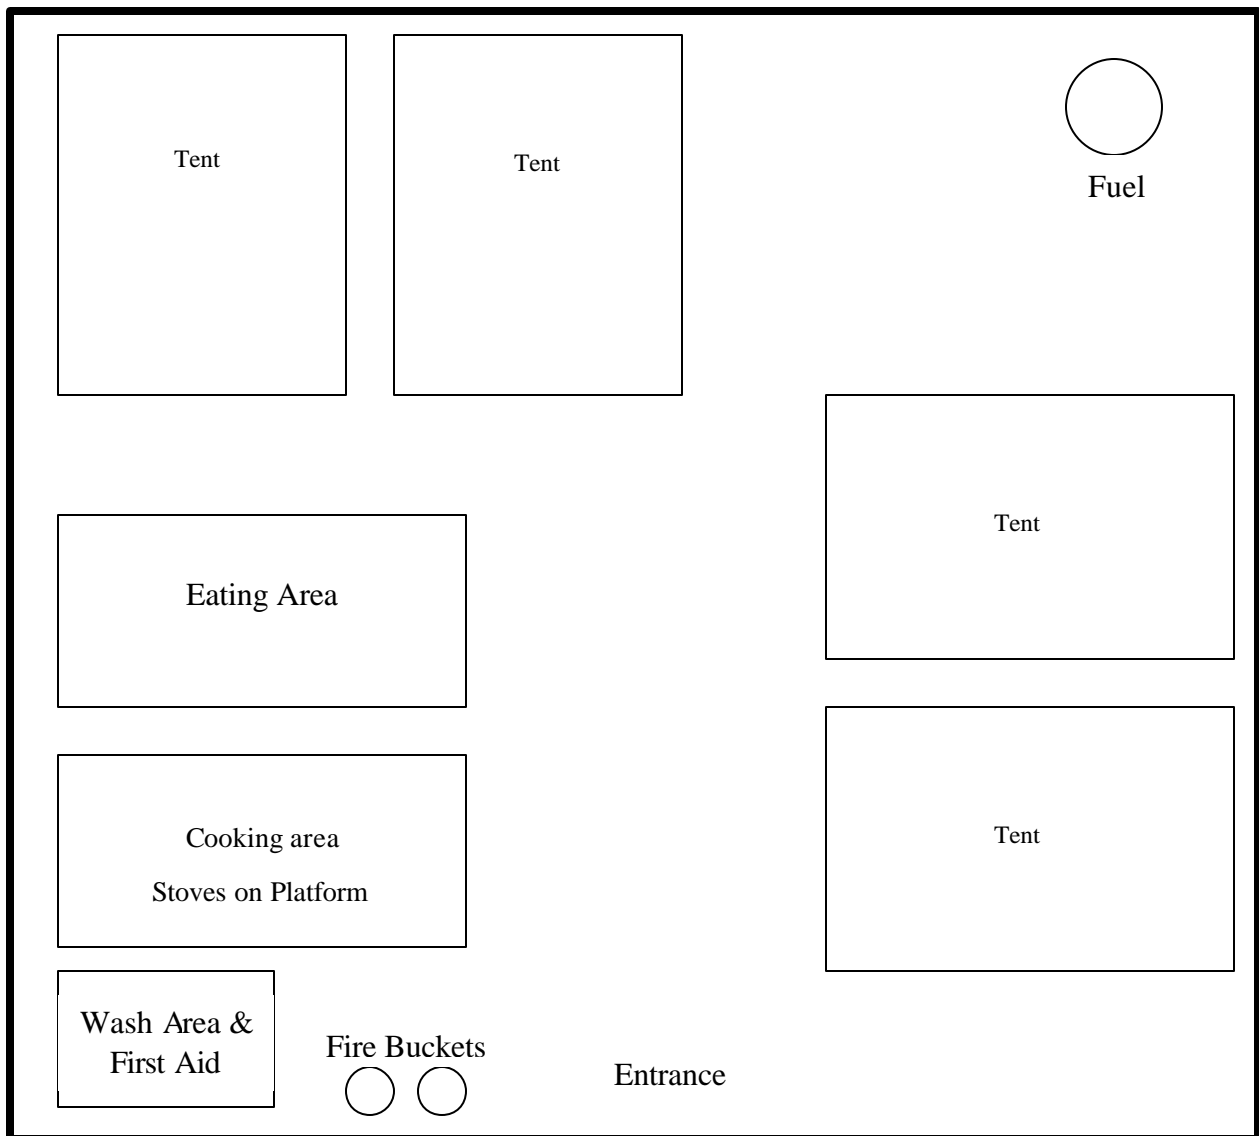 Tent
Tent
Fuel
Tent
Eating Area
Tent
Cooking area
Stoves on Platform
Wash Area &
First Aid
Fire Buckets
Entrance